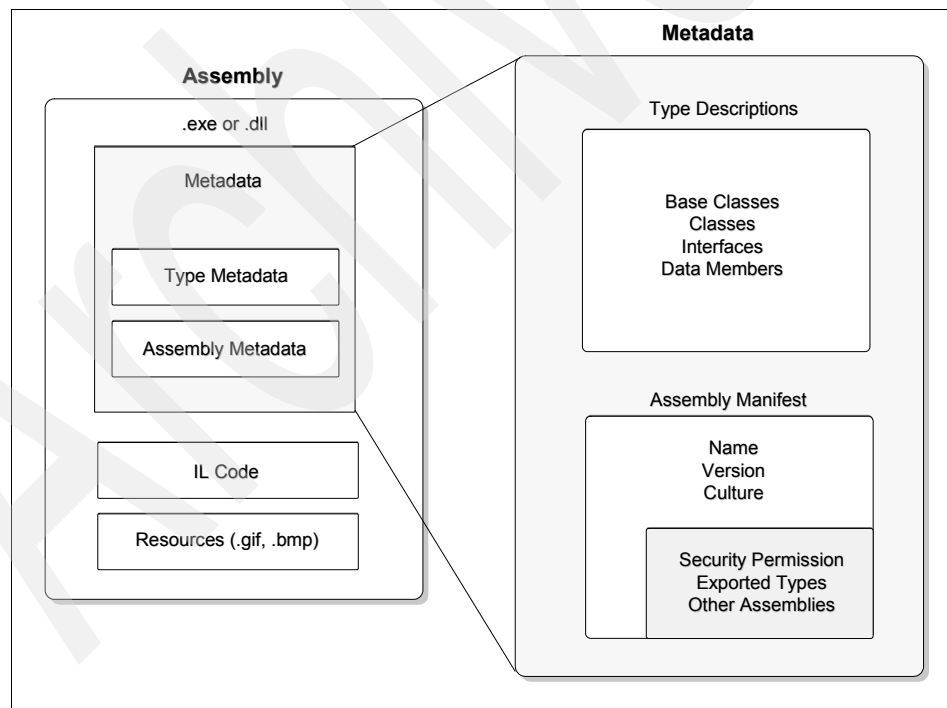 Assembly
.exe or .dll
Metadata
Type Metadata
Assembly Metadata
IL Code
Resources (.gif, .bmp)
Metadata
Type Descriptions
Base Classes
Classes
Interfaces
Data Members
Assembly Manifest
Name
Version
Culture
Security Permission
Exported Types
Other Assemblies